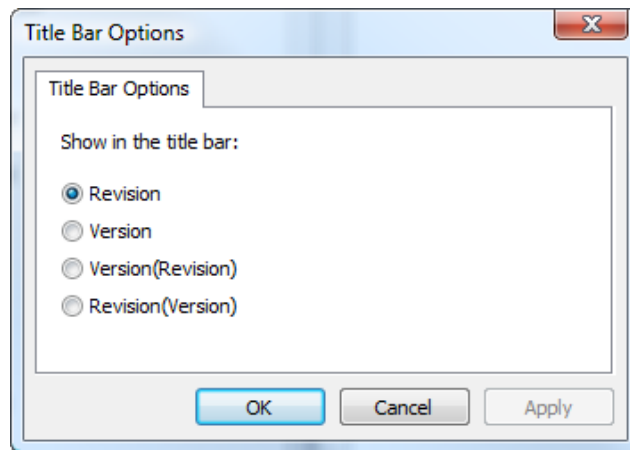 Title Bar Options
Title Bar Options
Show in the title bar:
Revision
Version
Version(Revision)
Revision(Version)
OK Cancel Apply